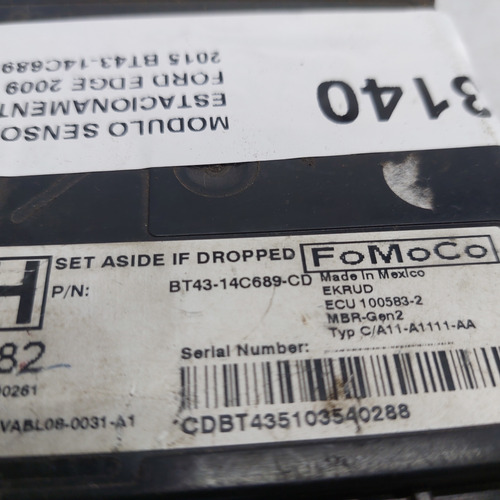 MODULO SENSO
ESTACIONAMENT
FORD EDGE 2009
2015 BT43-14C689
3140
H
SET ASIDE IF DROPPED
FoMoCo
P/N:
BT43-14C689-CD
Made In Mexico
EKRUD
ECU 100583-2
MBR-Gen2
Typ C/A11-A1111-AA
82
Serial Number:
00261
VABL08-0031-A1
*CDBT435103540288